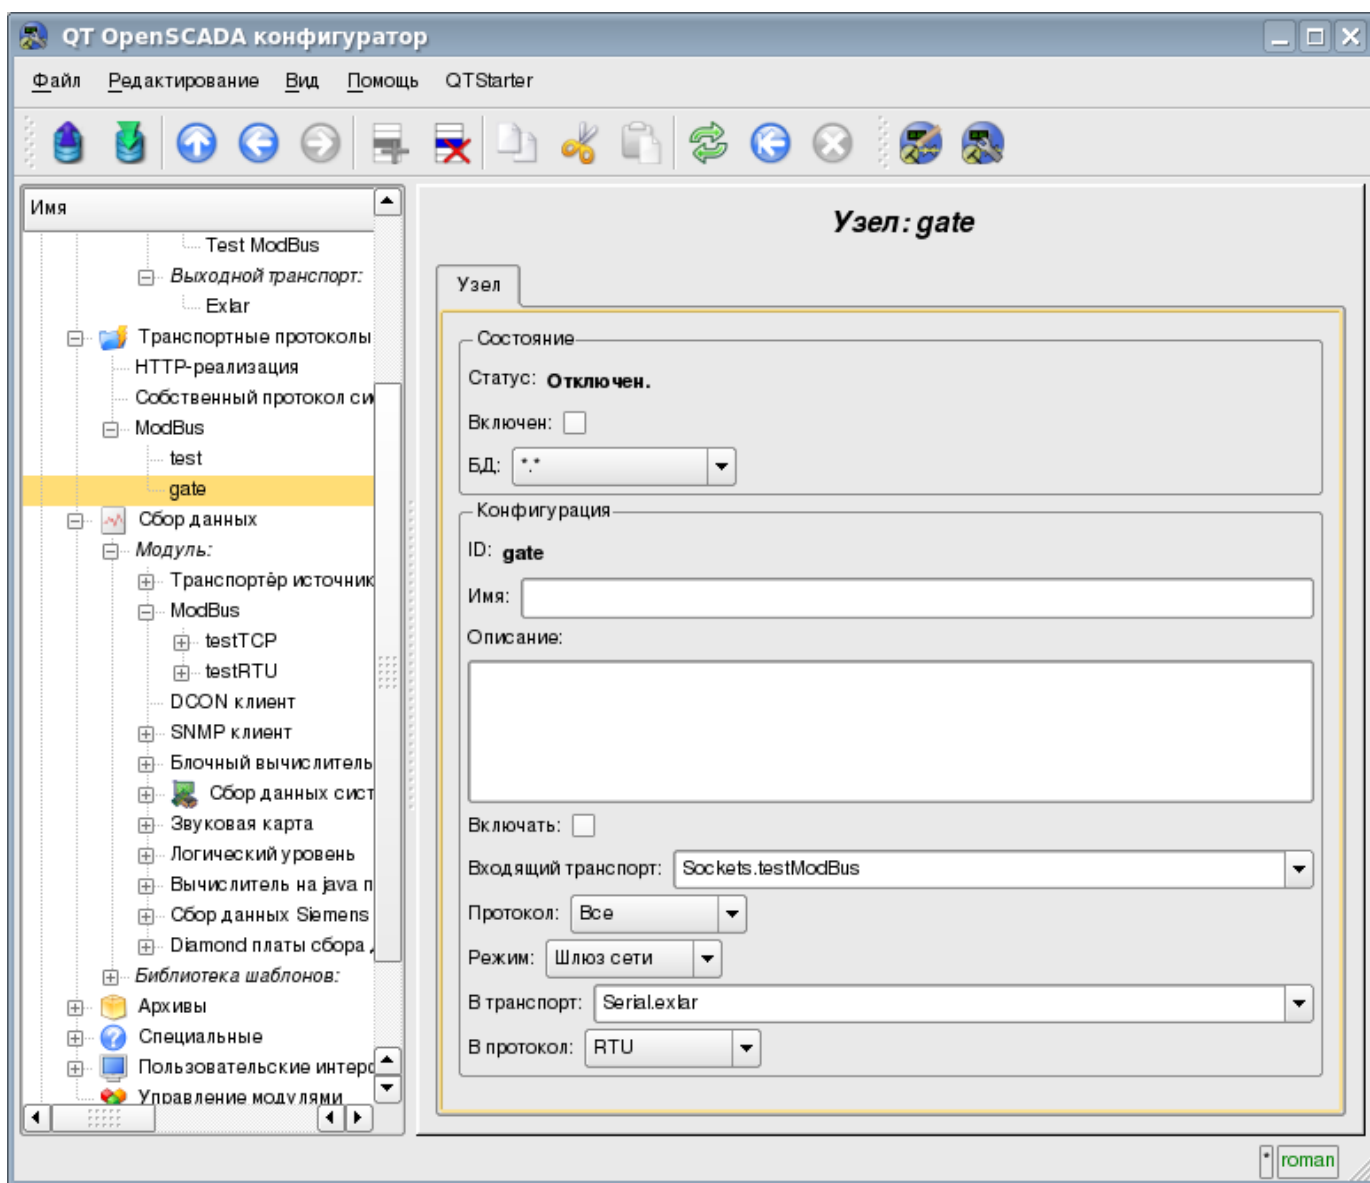 QT OpenSCADA конфигуратор
Файл Редактирование Вид Помощь QTStarter
Имя
Test ModBus
Выходной транспорт:
Exlar
Транспортные протоколы
HTTP-реализация
Собственный протокол си
ModBus
test
gate
Сбор данных
Модуль:
Транспортёр источник
ModBus
testTCP
testRTU
DCON клиент
SNMP клиент
Блочный вычислитель
Сбор данных сист
Звуковая карта
Логический уровень
Вычислитель на java п
Сбор данных Siemens
Diamond платы сбора
Библиотека шаблонов:
Архивы
Специальные
Пользовательские интерф
Управление модулями
Узел: gate
Узел
Состояние
Статус: Отключен.
Включен:
БД: *.*
Конфигурация
ID: gate
Имя:
Описание:
Включать:
Входящий транспорт: Sockets.testModBus
Протокол: Все
Режим: Шлюз сети
В транспорт: Serial.exlar
В протокол: RTU
* roman